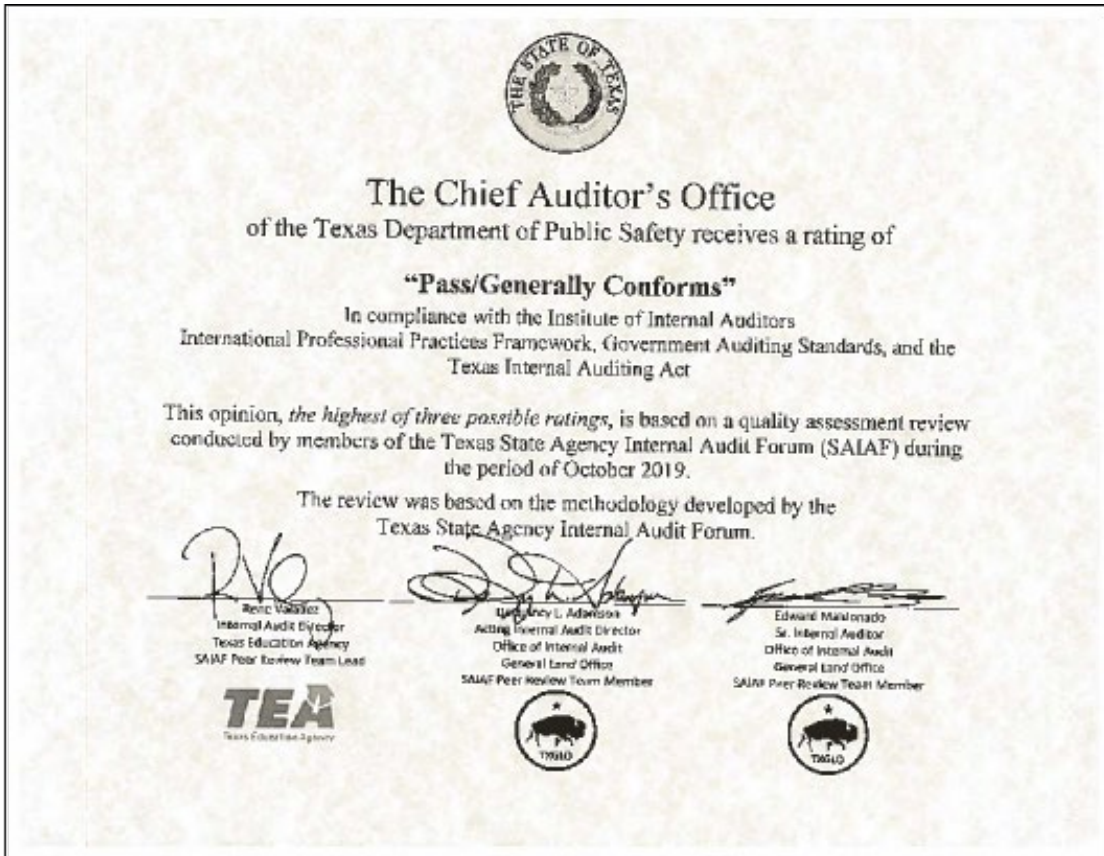 THE STATE OF TEXAS
The Chief Auditor's Office
of the Texas Department of Public Safety receives a rating of
“Pass/Generally Conforms”
In compliance with the Institute of Internal Auditors
International Professional Practices Framework, Government Auditing Standards, and the
Texas Internal Auditing Act
This opinion, the highest of three possible ratings, is based on a quality assessment review
conducted by members of the Texas State Agency Internal Audit Forum (SAIAF) during
the period of October 2019.
The review was based on the methodology developed by the
Texas State Agency Internal Audit Forum.
Internal Audit Director
Texas Education Agency
SAIAF Peer Review Team Lead
TEA
Texas Education Agency
L. Adamson
Acting Internal Audit Director
Office of Internal Audit
General Land Office
SAIAF Peer Review Team Member
TXGLO
Edward Maldonado
Sr. Internal Auditor
Office of Internal Audit
General Land Office
SAIAF Peer Review Team Member
TXGLO